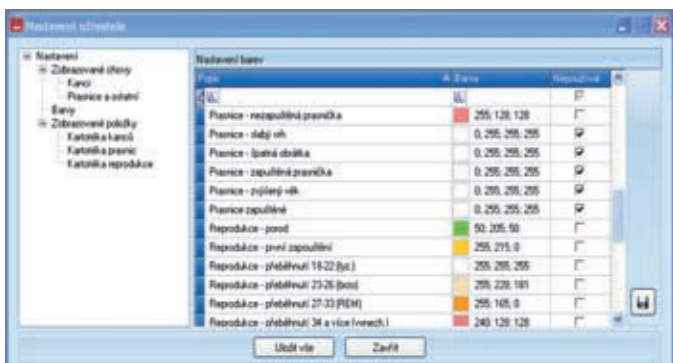 Nastavení uživatele
Nastavení
Zobrazované chovy
Kanci
Prasnice a ostatní
Barvy
Zobrazované položky
Kartotéka kanců
Kartotéka prasnic
Kartotéka reprodukce
Nastavení barev
Popis Barva Nepoužívat
Prasnice - nezapuštěná prasnička 255; 128; 128
Prasnice - slabý vrh 0; 255; 255; 255
Prasnice - špatná obrátka 0; 255; 255; 255
Prasnice - zapuštěná prasnička 0; 255; 255; 255
Prasnice - zvýšený věk 0; 255; 255; 255
Prasnice zapuštěné 0; 255; 255; 255
Reprodukce - porod 50; 205; 50
Reprodukce - první zapouštění 255; 215; 0
Reprodukce - přeběhnutí 18-22 (lyc.) 255; 255; 255
Reprodukce - přeběhnutí 23-26 (bios) 255; 228; 181
Reprodukce - přeběhnutí 27-33 (REM) 255; 165; 0
Reprodukce - přeběhnutí 34 a více (vynech.) 240; 128; 128
Uložit vše Zavřít